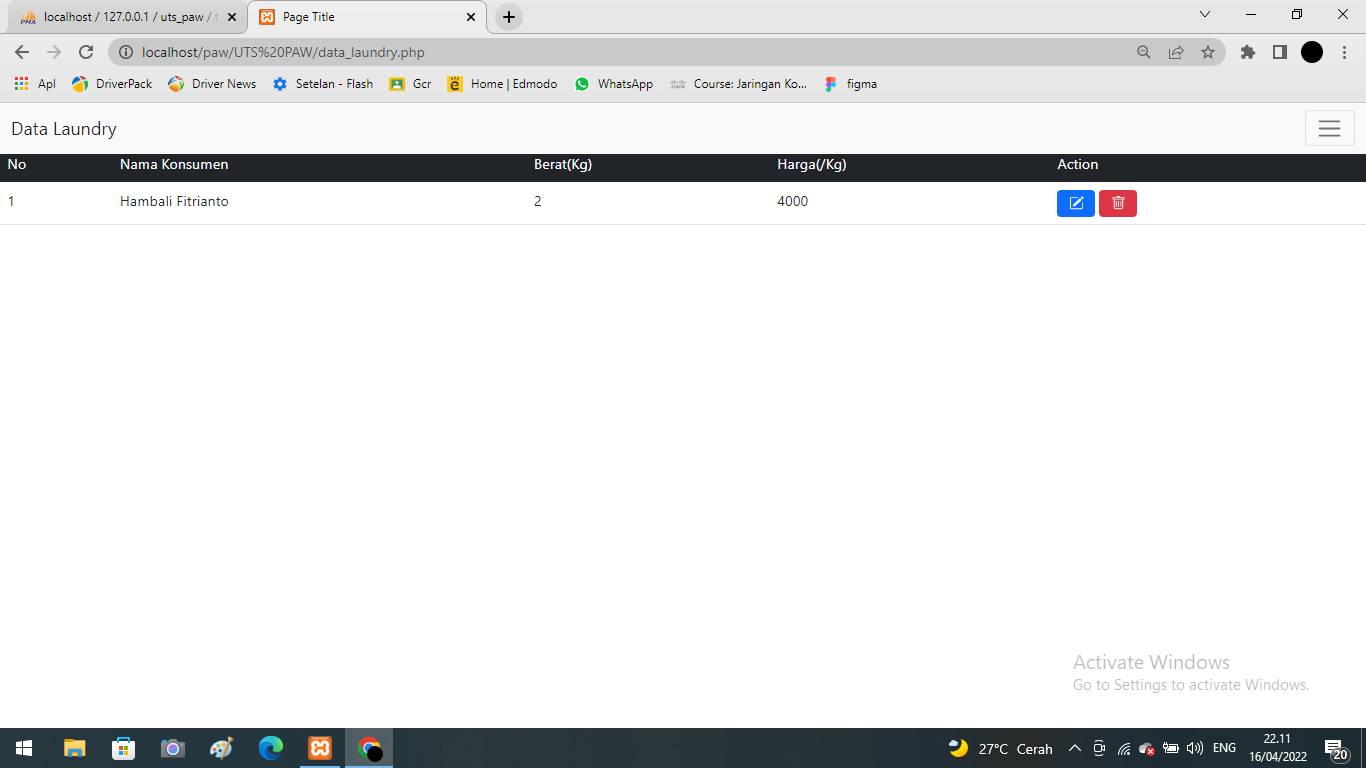 PMA localhost / 127.0.0.1 / uts_paw / t Page Title
localhost/paw/UTS%20PAW/data_laundry.php
Apl DriverPack Driver News Setelan - Flash Gcr Home | Edmodo WhatsApp Course: Jaringan Ko... figma
Data Laundry
No Nama Konsumen Berat(Kg) Harga(/Kg) Action
1 Hambali Fitrianto 2 4000
Activate Windows
Go to Settings to activate Windows.
27°C Cerah ENG 22.11
16/04/2022 20